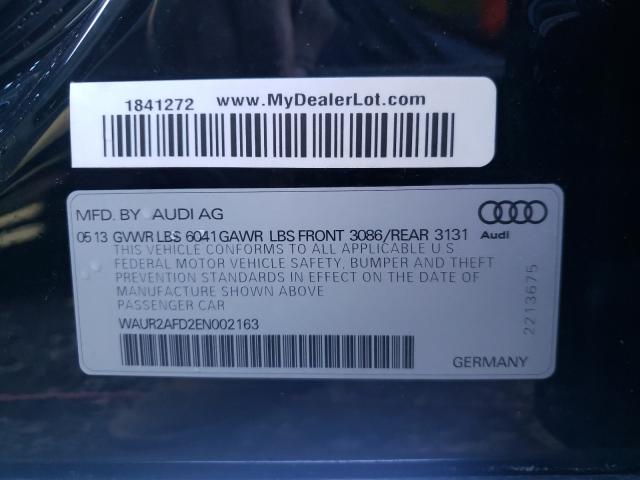 1841272 www.MyDealerLot.com
MFD. BY AUDI AG
Audi
05 13 GVWR LBS 6041 GAWR LBS FRONT 3086/REAR 3131
THIS VEHICLE CONFORMS TO ALL APPLICABLE U S
FEDERAL MOTOR VEHICLE SAFETY, BUMPER AND THEFT
PREVENTION STANDARDS IN EFFECT ON THE DATE OF
MANUFACTURE SHOWN ABOVE
PASSENGER CAR
WAUR2AFD2EN002163
GERMANY
2213675